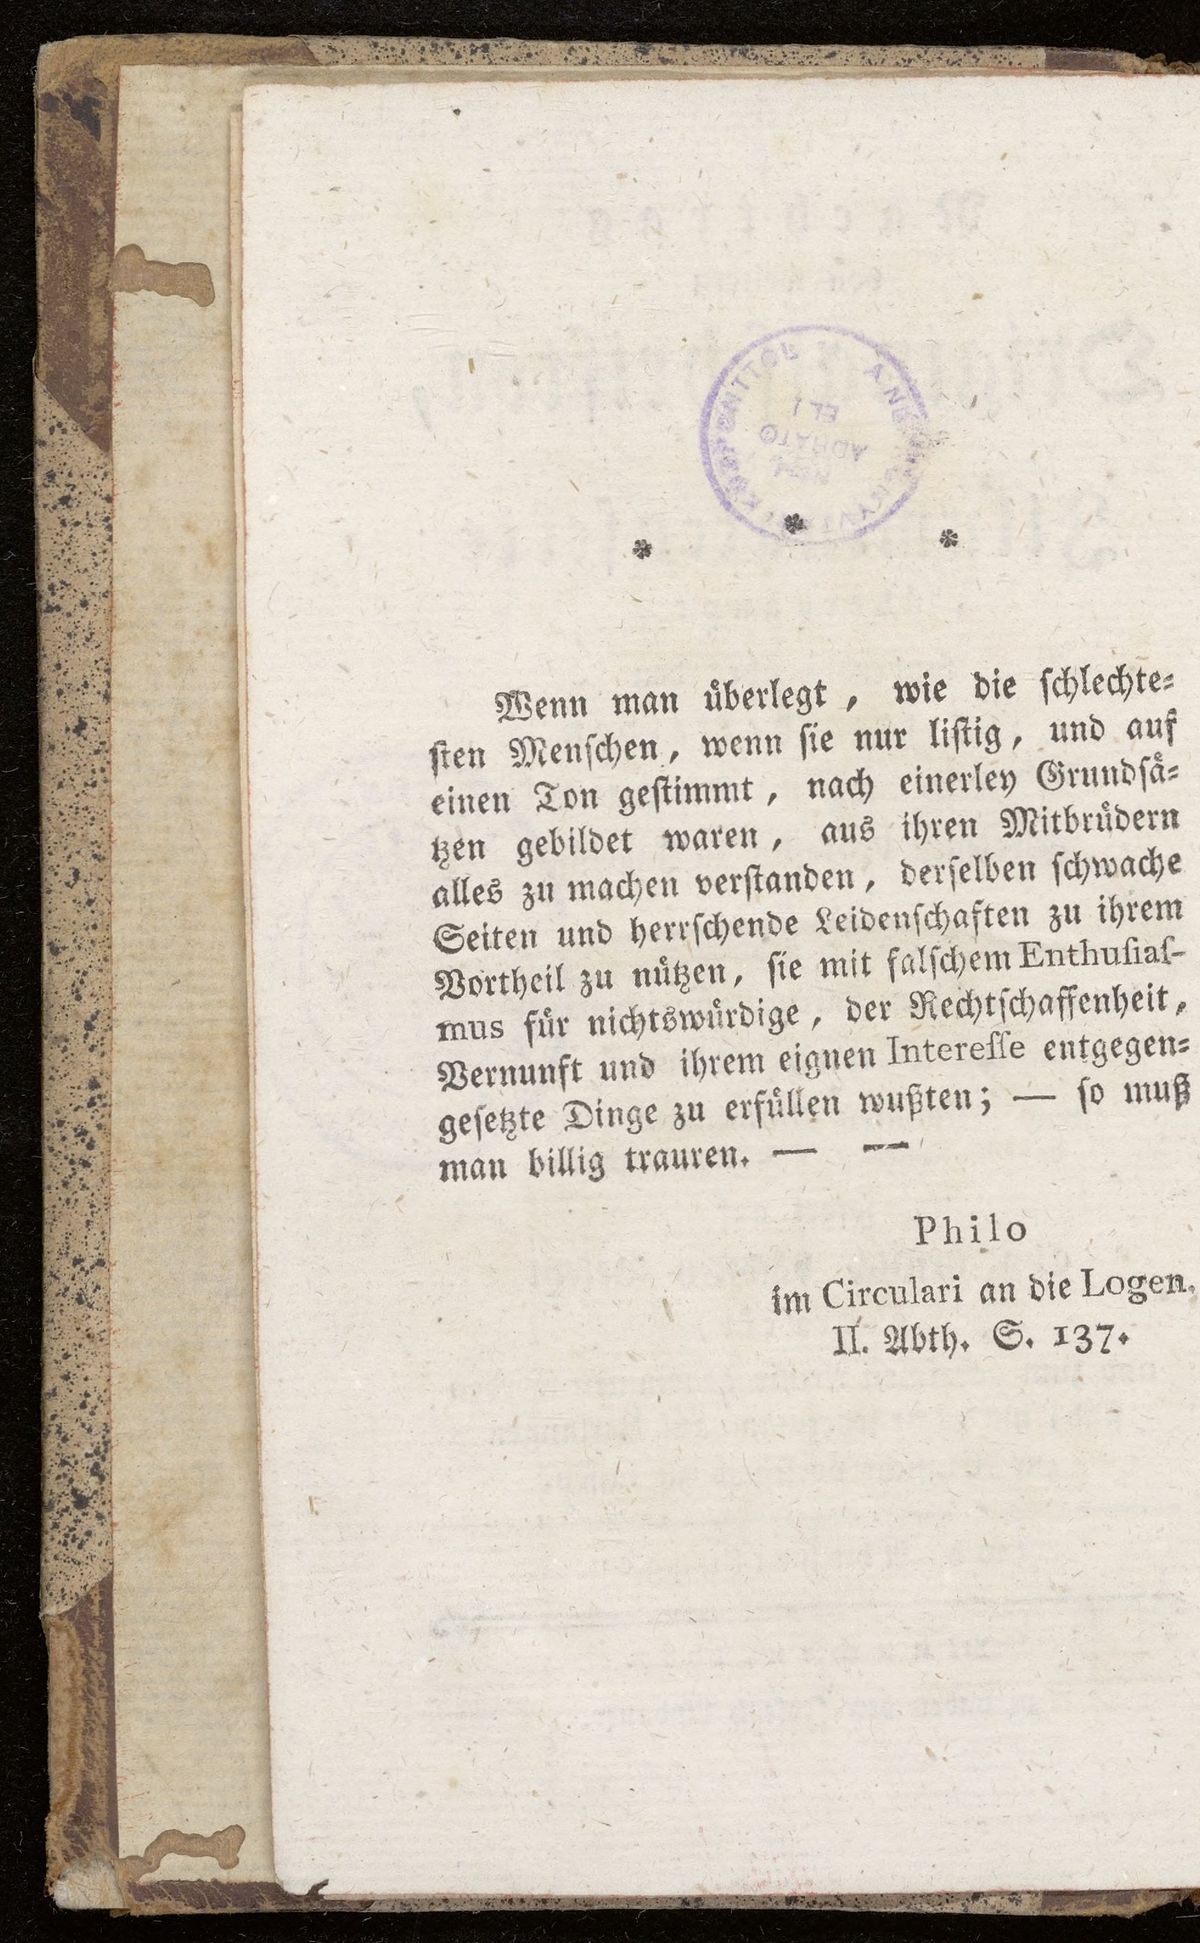 * * *
Wenn man überlegt, wie die ſchlechte⸗
ſten Menſchen, wenn ſie nur liſtig, und auf
einen Ton geſtimmt, nach einerley Grundſä⸗
tzen gebildet waren, aus ihren Mitbrüdern
alles zu machen verſtanden, derſelben ſchwache
Seiten und herrſchende Leidenſchaften zu ihrem
Vortheil zu nützen, ſie mit falſchem Enthuſiaſ-
mus für nichtswürdige, der Rechtſchaffenheit,
Vernunft und ihrem eignen Intereſſe entgegen⸗
geſetzte Dinge zu erfüllen wußten; — ſo muß
man billig trauren. — —
Philo
im Circulari an die Logen.
II. Abth. S. 137.